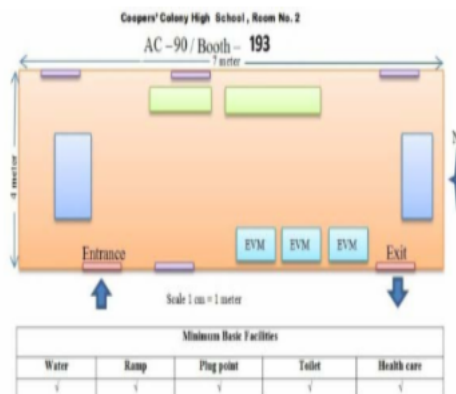 Coopers' Colony High School , Room No. 2
AC –90 / Booth – 193
7 meter
4 meter
N
EVM EVM EVM
Entrance Exit
Scale 1 cm = 1 meter
Minimum Basic Facilities
Water Ramp Plug point Toilet Health care
√ √ √ √ √